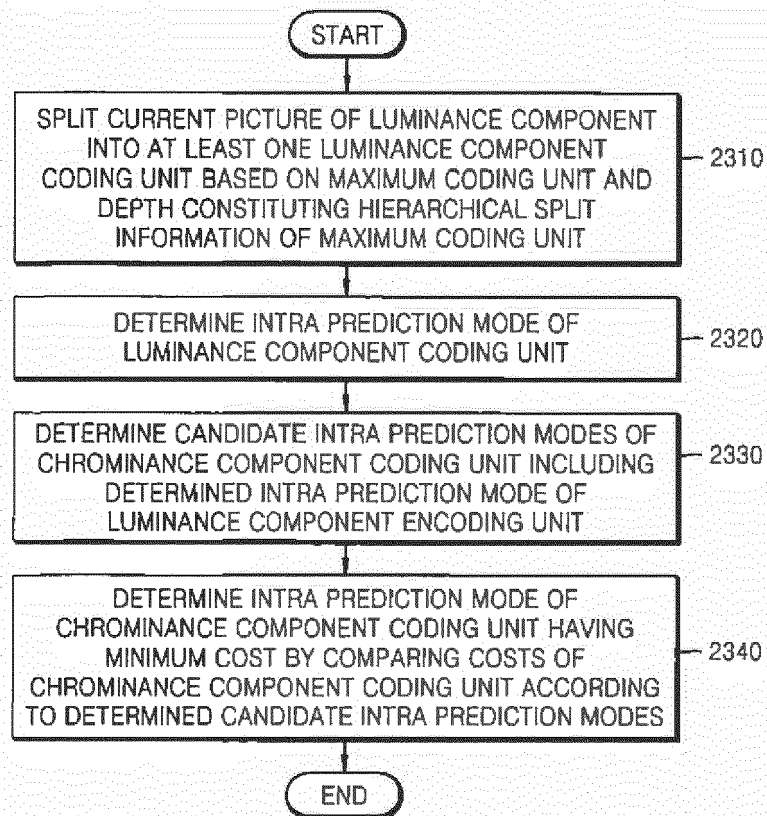 START
SPLIT CURRENT PICTURE OF LUMINANCE COMPONENT
INTO AT LEAST ONE LUMINANCE COMPONENT
CODING UNIT BASED ON MAXIMUM CODING UNIT AND
DEPTH CONSTITUTING HIERARCHICAL SPLIT
INFORMATION OF MAXIMUM CODING UNIT
2310
DETERMINE INTRA PREDICTION MODE OF
LUMINANCE COMPONENT CODING UNIT
2320
DETERMINE CANDIDATE INTRA PREDICTION MODES OF
CHROMINANCE COMPONENT CODING UNIT INCLUDING
DETERMINED INTRA PREDICTION MODE OF
LUMINANCE COMPONENT ENCODING UNIT
2330
DETERMINE INTRA PREDICTION MODE OF
CHROMINANCE COMPONENT CODING UNIT HAVING
MINIMUM COST BY COMPARING COSTS OF
CHROMINANCE COMPONENT CODING UNIT ACCORDING
TO DETERMINED CANDIDATE INTRA PREDICTION MODES
2340
END